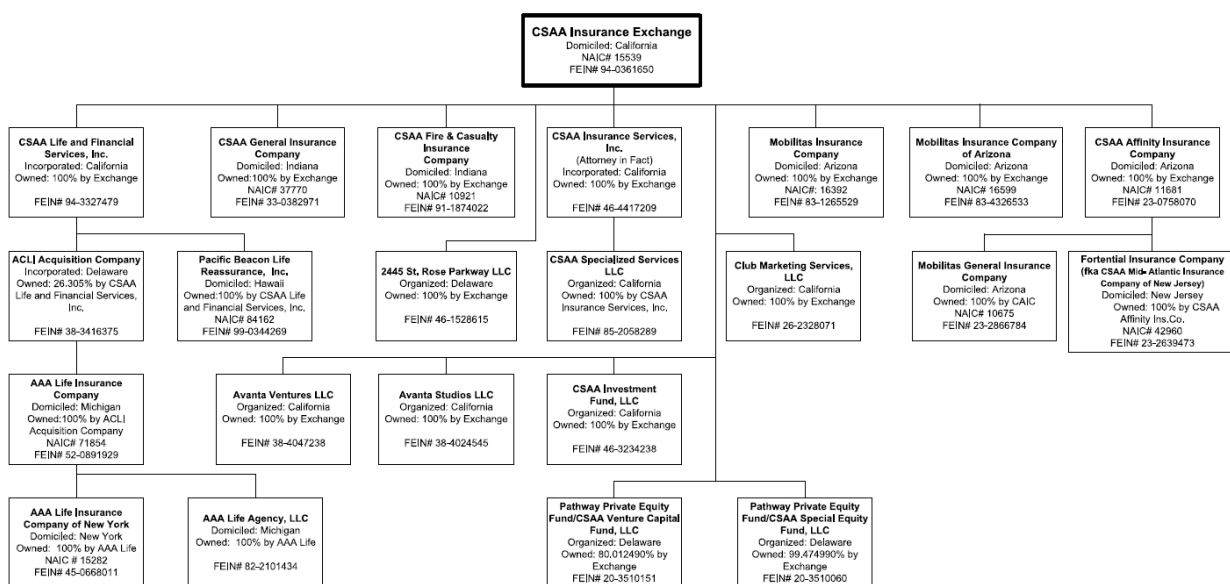 CSAA Insurance Exchange
Domiciled: California
NAIC# 15539
FEIN# 94-0361650
CSAA Life and Financial
Services, Inc.
Incorporated: California
Owned: 100% by Exchange
FEIN# 94-3327479
CSAA General Insurance
Company
Domiciled: Indiana
Owned:100% by Exchange
NAIC# 37770
FEIN# 33-0382971
CSAA Fire & Casualty
Insurance
Company
Domiciled: Indiana
Owned: 100% by Exchange
NAIC# 10921
FEIN# 91-1874022
CSAA Insurance Services,
Inc.
(Attorney in Fact)
Incorporated: California
Owned: 100% by Exchange
FEIN# 46-4417209
Mobilitas Insurance
Company
Domiciled: Arizona
Owned: 100% by Exchange
NAIC: 16392
FEIN# 83-1265529
Mobilitas Insurance Company
of Arizona
Domiciled: Arizona
Owned: 100% by Exchange
NAIC# 16599
FEIN# 83-4326533
CSAA Affinity Insurance
Company
Domiciled: Arizona
Owned: 100% by Exchange
NAIC# 11681
FEIN# 23-0758070
ACLI Acquisition Company
Incorporated: Delaware
Owned: 26.305% by CSAA
Life and Financial Services,
Inc.
FEIN# 38-3416375
Pacific Beacon Life
Reassurance, Inc.
Domiciled: Hawaii
Owned:100% by CSAA Life
and Financial Services, Inc.
NAIC# 84162
FEIN# 99-0344269
2445 St. Rose Parkway LLC
Organized: Delaware
Owned: 100% by Exchange
FEIN# 46-1528615
CSAA Specialized Services
LLC
Organized: California
Owned: 100% by CSAA
Insurance Services, Inc.
FEIN# 85-2058289
Club Marketing Services,
LLC
Organized: California
Owned: 100% by Exchange
FEIN# 26-2328071
Mobilitas General Insurance
Company
Domiciled: Arizona
Owned: 100% by CAIC
NAIC# 10675
FEIN# 23-2866784
Fortential Insurance Company
(fka CSAA Mid- Atlantic Insurance
Company of New Jersey)
Domiciled: New Jersey
Owned: 100% by CSAA
Affinity Ins.Co.
NAIC# 42960
FEIN# 23-2639473
AAA Life Insurance
Company
Domiciled: Michigan
Owned:100% by ACLI
Acquisition Company
NAIC# 71854
FEIN# 52-0891929
Avanta Ventures LLC
Organized: California
Owned: 100% by Exchange
FEIN# 38-4047238
Avanta Studios LLC
Organized: California
Owned: 100% by Exchange
FEIN# 38-4024545
CSAA Investment
Fund, LLC
Organized: California
Owned: 100% by Exchange
FEIN# 46-3234238
AAA Life Insurance
Company of New York
Domiciled: New York
Owned: 100% by AAA Life
NAIC # 15282
FEIN# 45-0668011
AAA Life Agency, LLC
Domiciled: Michigan
Owned: 100% by AAA Life
FEIN# 82-2101434
Pathway Private Equity
Fund/CSAA Venture Capital
Fund, LLC
Organized: Delaware
Owned: 80.012490% by
Exchange
FEIN# 20-3510151
Pathway Private Equity
Fund/CSAA Special Equity
Fund, LLC
Organized: Delaware
Owned: 99.474990% by
Exchange
FEIN# 20-3510060